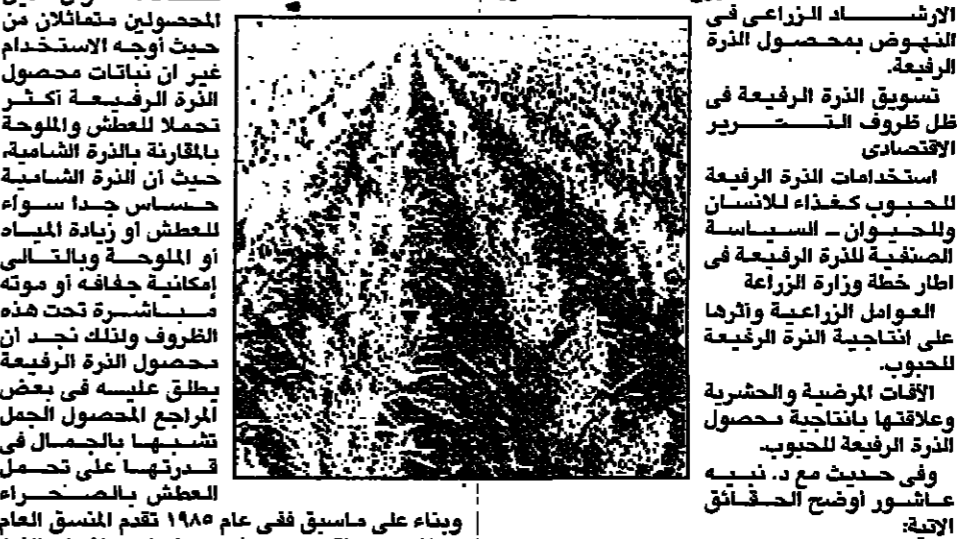 الارشاد الزراعى فى
النهوض بمحصول الذرة
الرفيعة.
تسويق الذرة الرفيعة فى
ظل ظروف التحرير
الاقتصادى
استخدامات الذرة الرفيعة
للحبوب كغذاء للانسان
وللحيوان ـ السياسة
الصنفية للذرة الرفيعة فى
اطار خطة وزارة الزراعة
العوامل الزراعية وأثرها
على انتاجية الذرة الرفيعة
للحبوب.
الآفات المرضية والحشرية
وعلاقتها بانتاجية محصول
الذرة الرفيعة للحبوب.
وفى حديث مع د. نبيه
عاشور أوضح الحقائق
الاتية:
المحصولين متماثلان من
حيث أوجه الاستخدام
غير ان نباتات محصول
الذرة الرفيعة أكثر
تحملا للعطش والملوحة
بالمقارنة بالذرة الشامية،
حيث أن الذرة الشامية
حساس جدا سواء
للعطش أو زيادة المياه
أو الملوحة وبالتالى
إمكانية جفافه أو موته
مباشرة تحت هذه
الظروف ولذلك نجد أن
محصول الذرة الرفيعة
يطلق عليه فى بعض
المراجع المحصول الجمل
تشبها بالجمال فى
قدرتها على تحمل
العطش بالصحراء
وبناء على ماسبق ففى عام ١٩٨٥ تقدم المنسق العام